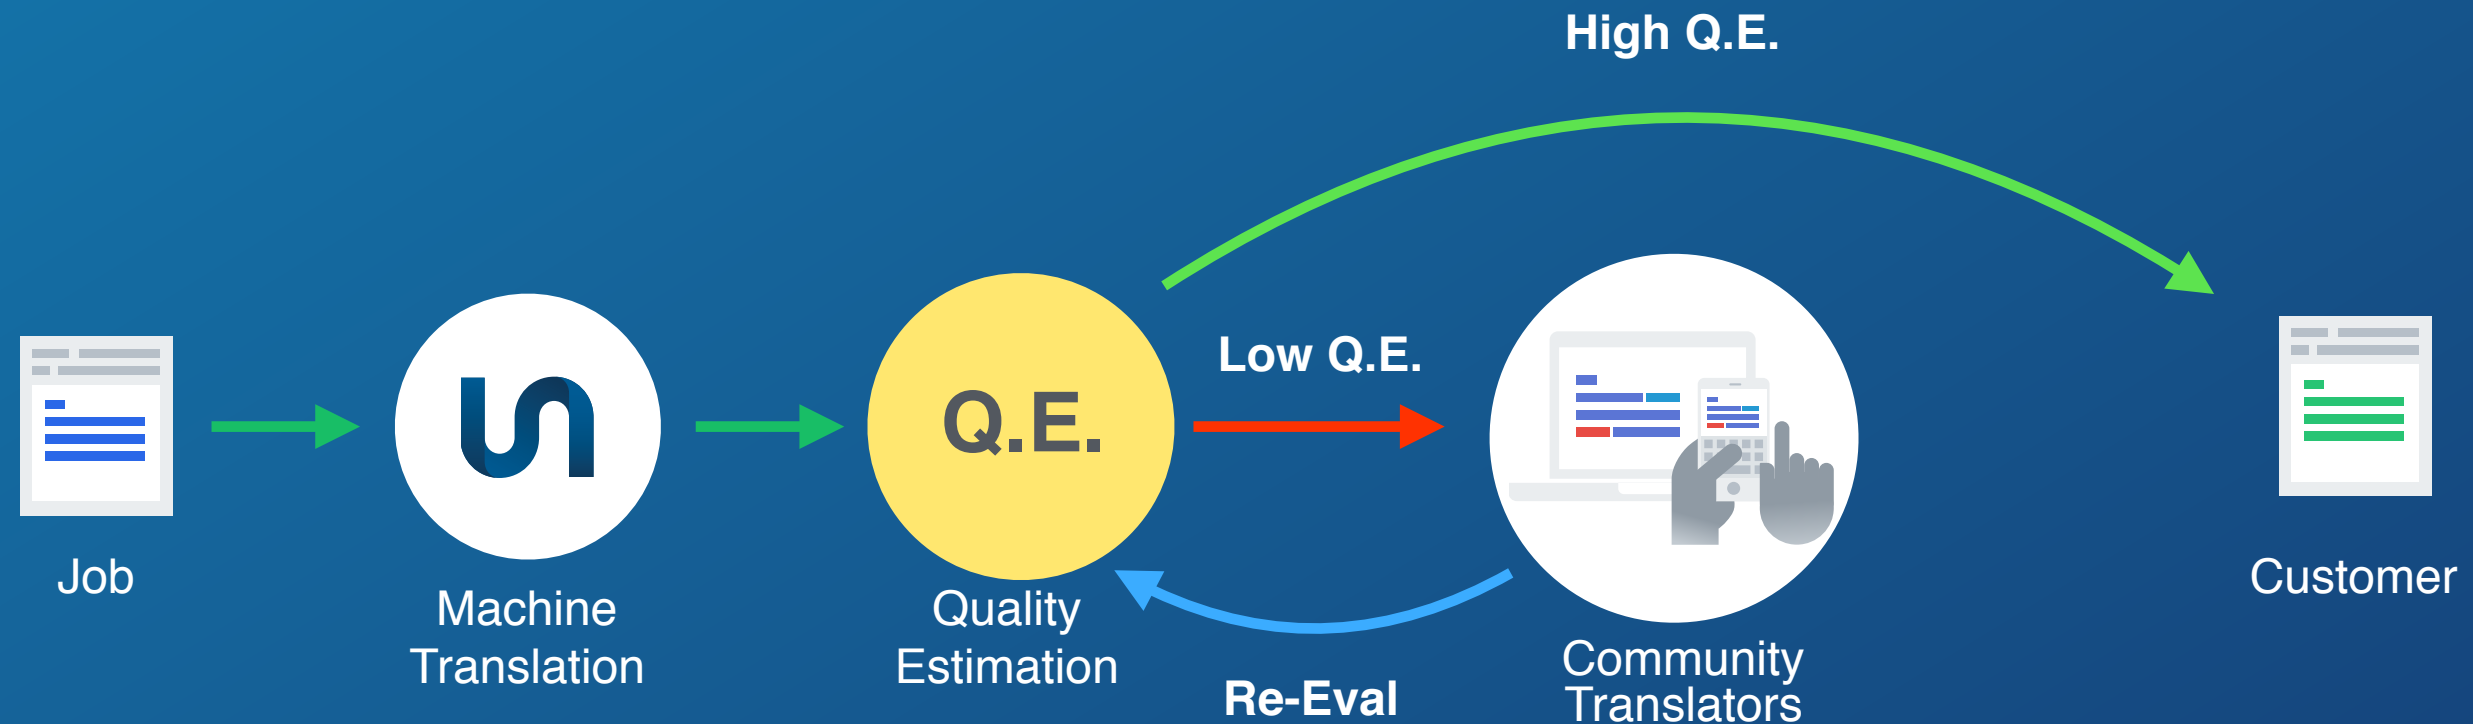 High Q.E.
Low Q.E.
Q.E.
Job
Machine
Translation
Quality
Estimation
Re-Eval
Community
Translators
Customer